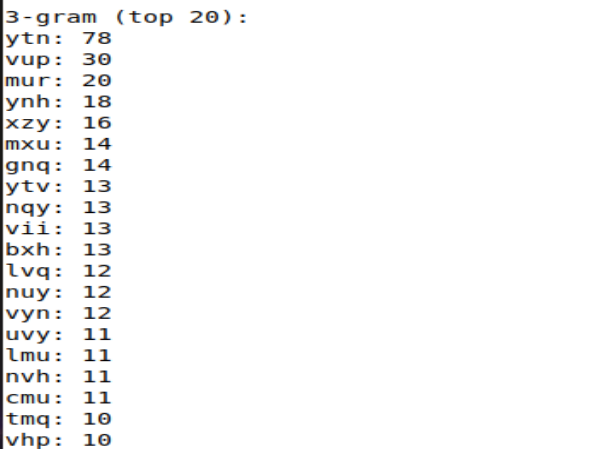 3-gram (top 20):
ytn: 78
vup: 30
mur: 20
ynh: 18
xzy: 16
mxu: 14
gnq: 14
ytv: 13
nqy: 13
vii: 13
bxh: 13
lvq: 12
nuy: 12
vyn: 12
uvy: 11
lmu: 11
nvh: 11
cmu: 11
tmq: 10
vhp: 10